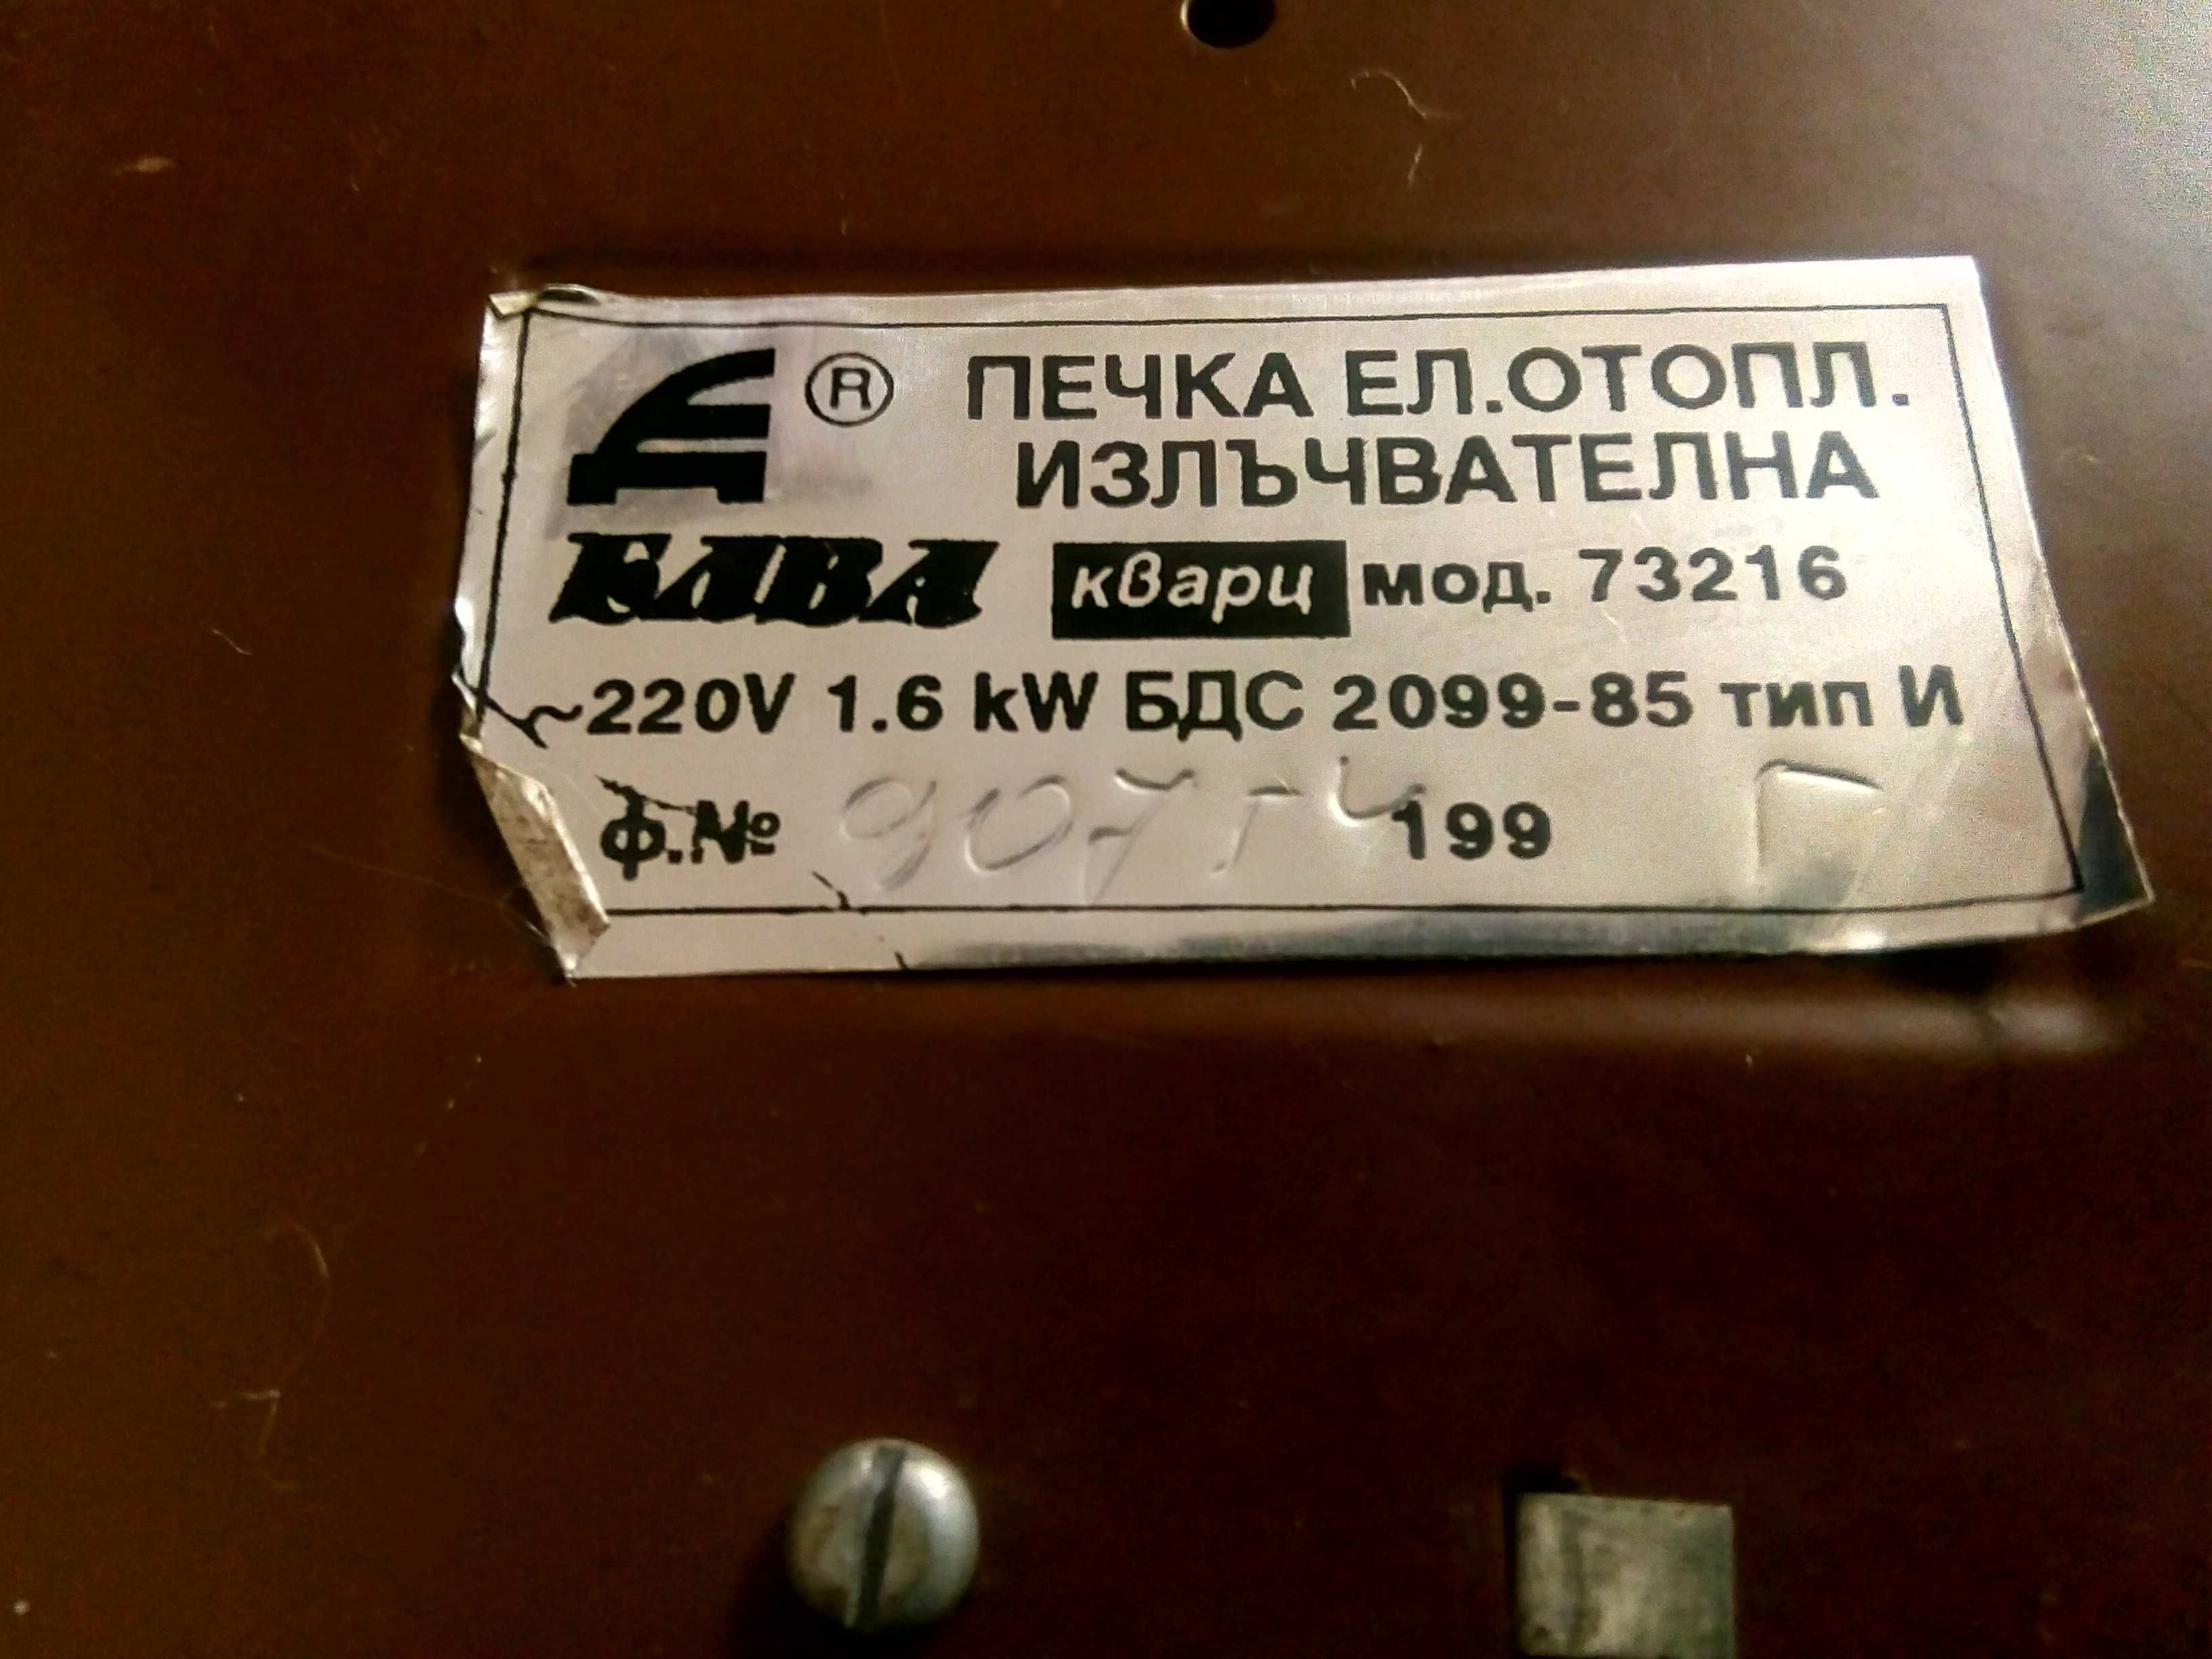 ® ПЕЧКА ЕЛ.ОТОПЛ.
ИЗЛЪЧВАТЕЛНА
ЕЛВА кварц мод. 73216
~220V 1.6 kW БДС 2099-85 тип И
ф.№ 199